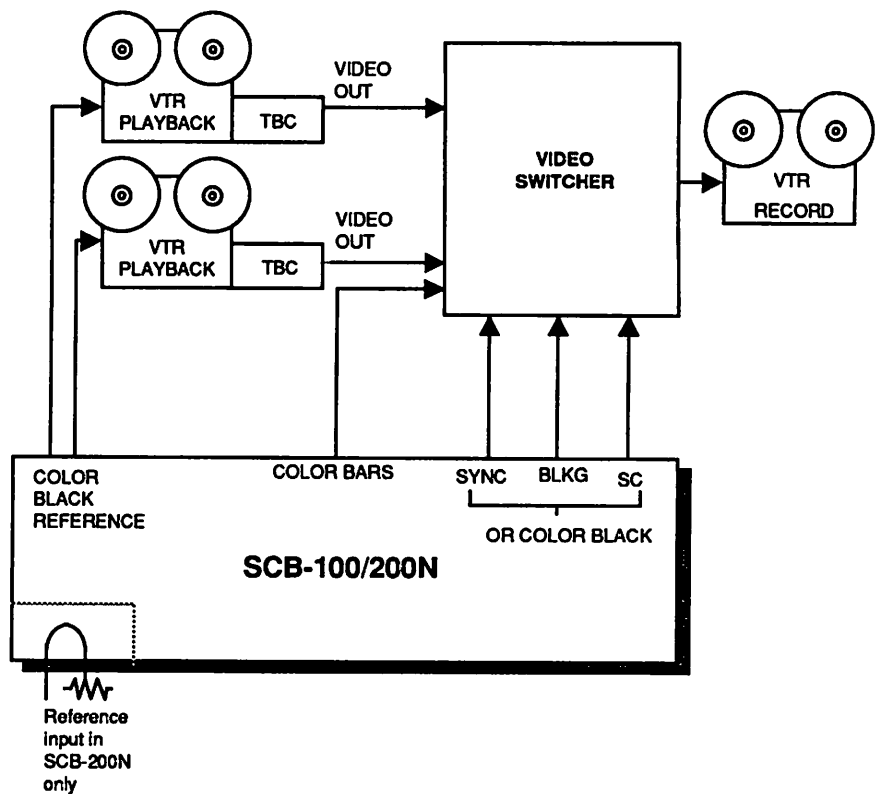 VTR
PLAYBACK
TBC
VIDEO
OUT
VIDEO
SWITCHER
VTR
RECORD
VTR
PLAYBACK
TBC
VIDEO
OUT
COLOR
BLACK
REFERENCE
COLOR BARS
SYNC
BLKG
SC
OR COLOR BLACK
SCB-100/200N
Reference
input in
SCB-200N
only